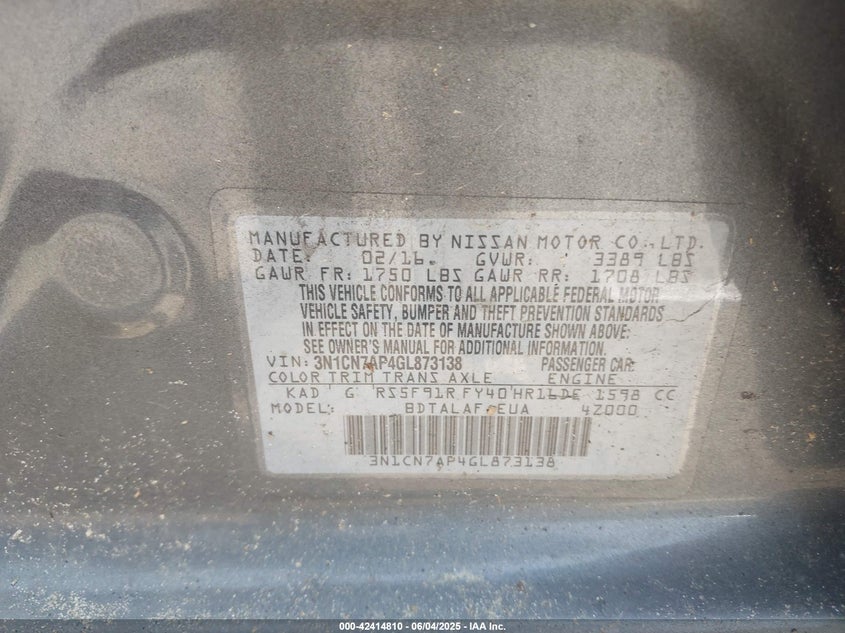 MANUFACTURED BY NISSAN MOTOR CO., LTD.
DATE: 02/16. GVWR: 3389 LBS
GAWR FR: 1750 LBS GAWR RR: 1708 LBS
THIS VEHICLE CONFORMS TO ALL APPLICABLE FEDERAL MOTOR
VEHICLE SAFETY, BUMPER AND THEFT PREVENTION STANDARDS
IN EFFECT ON THE DATE OF MANUFACTURE SHOWN ABOVE.
SEE OWNER'S MANUAL FOR ADDITIONAL INFORMATION
VIN: 3N1CN7AP4GL873138 PASSENGER CAR
COLOR TRIM TRANS AXLE ENGINE
KAD G RS5F91R FY40 HR16DE 1598 CC
MODEL: BDTALAF-EUA 4Z000
3N1CN7AP4GL873138
000-42414810 - 06/04/2025 - IAA Inc.